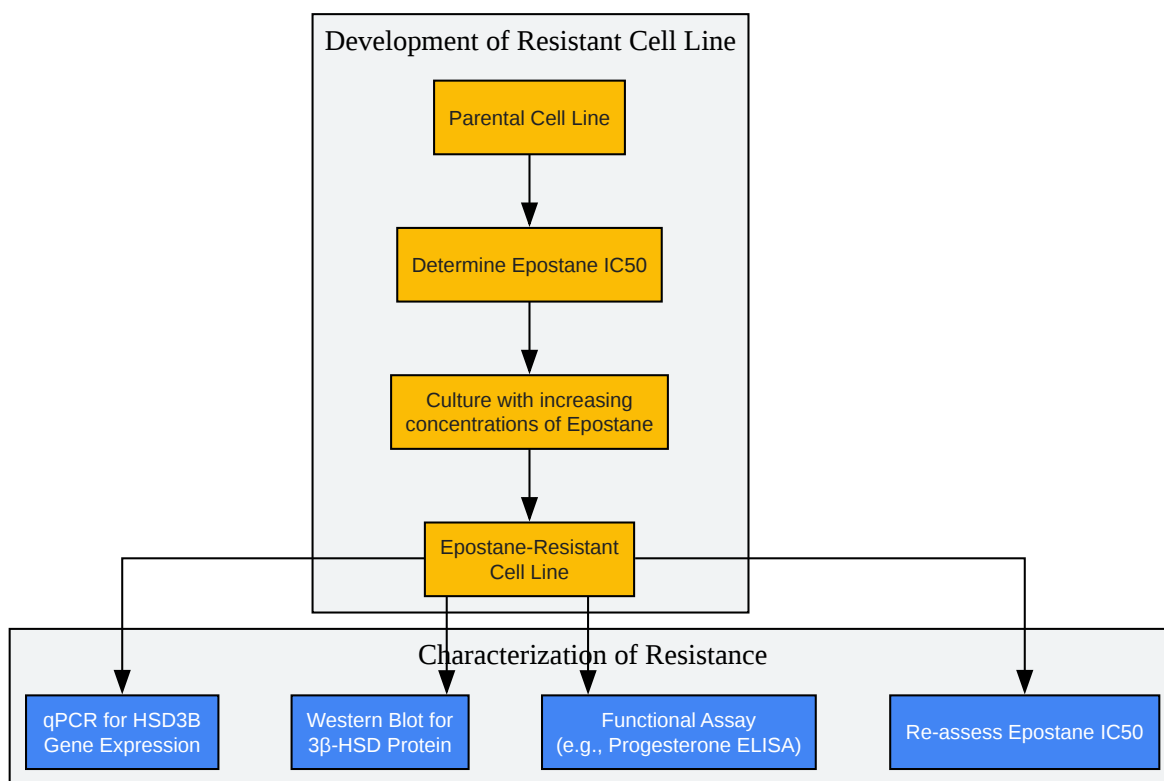 Development of Resistant Cell Line
Parental Cell Line
Determine Epostane IC50
Culture with increasing
concentrations of Epostane
Epostane-Resistant
Cell Line
Characterization of Resistance
qPCR for HSD3B
Gene Expression
Western Blot for
3β-HSD Protein
Functional Assay
(e.g., Progesterone ELISA)
Re-assess Epostane IC50